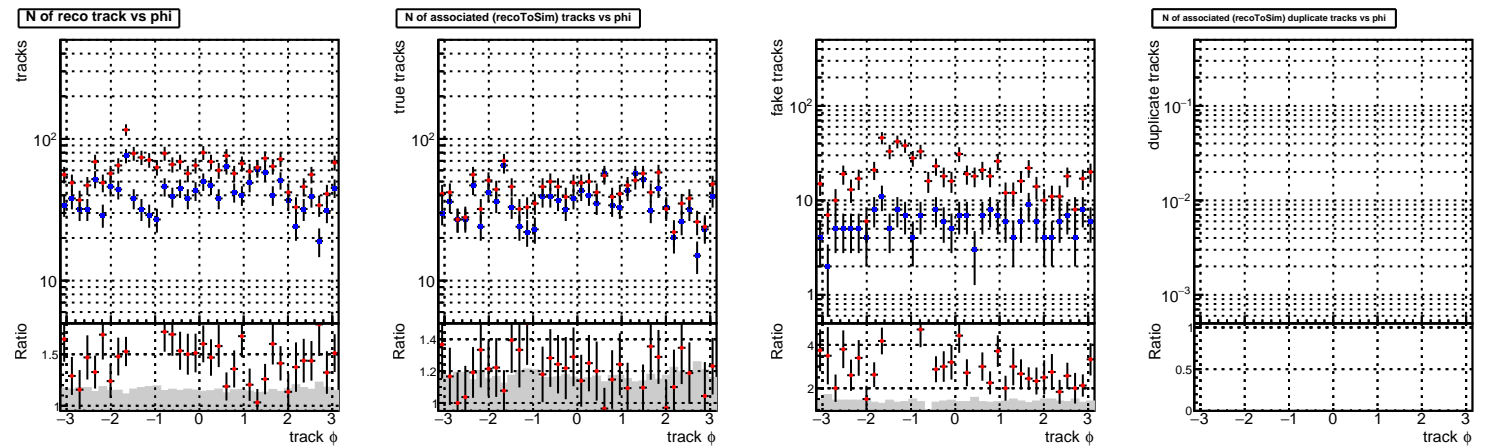 N of reco track vs phi
tracks
10²
10
Ratio
1.5
1
−3 −2 −1 0 1 2 3
track ϕ
N of associated (recoToSim) tracks vs phi
true tracks
10²
10
Ratio
1.4
1.2
1
−3 −2 −1 0 1 2 3
track ϕ
fake tracks
10²
10
1
Ratio
4
2
−3 −2 −1 0 1 2 3
track ϕ
N of associated (recoToSim) duplicate tracks vs phi
duplicate tracks
10⁻¹
10⁻²
10⁻³
Ratio
1
0.5
0
−3 −2 −1 0 1 2 3
track ϕ